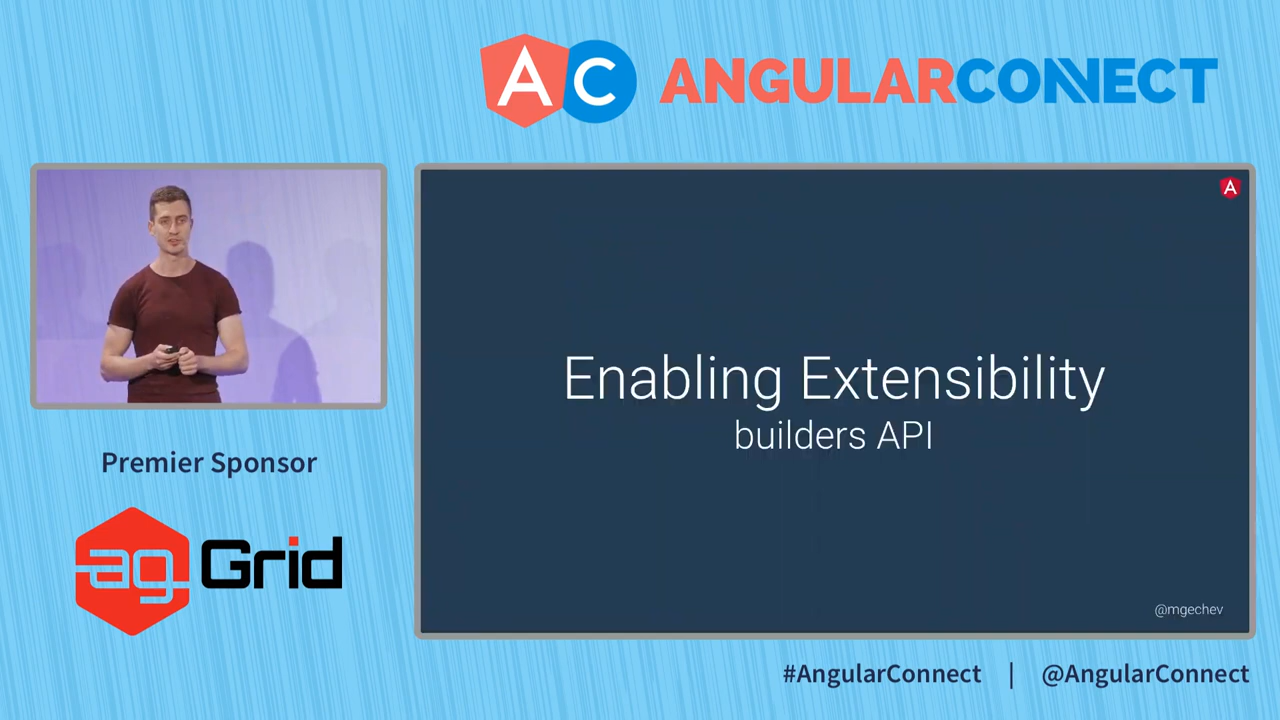 AC ANGULARCONNECT
A
Enabling Extensibility
builders API
@mgechev
Premier Sponsor
ag Grid
#AngularConnect | @AngularConnect